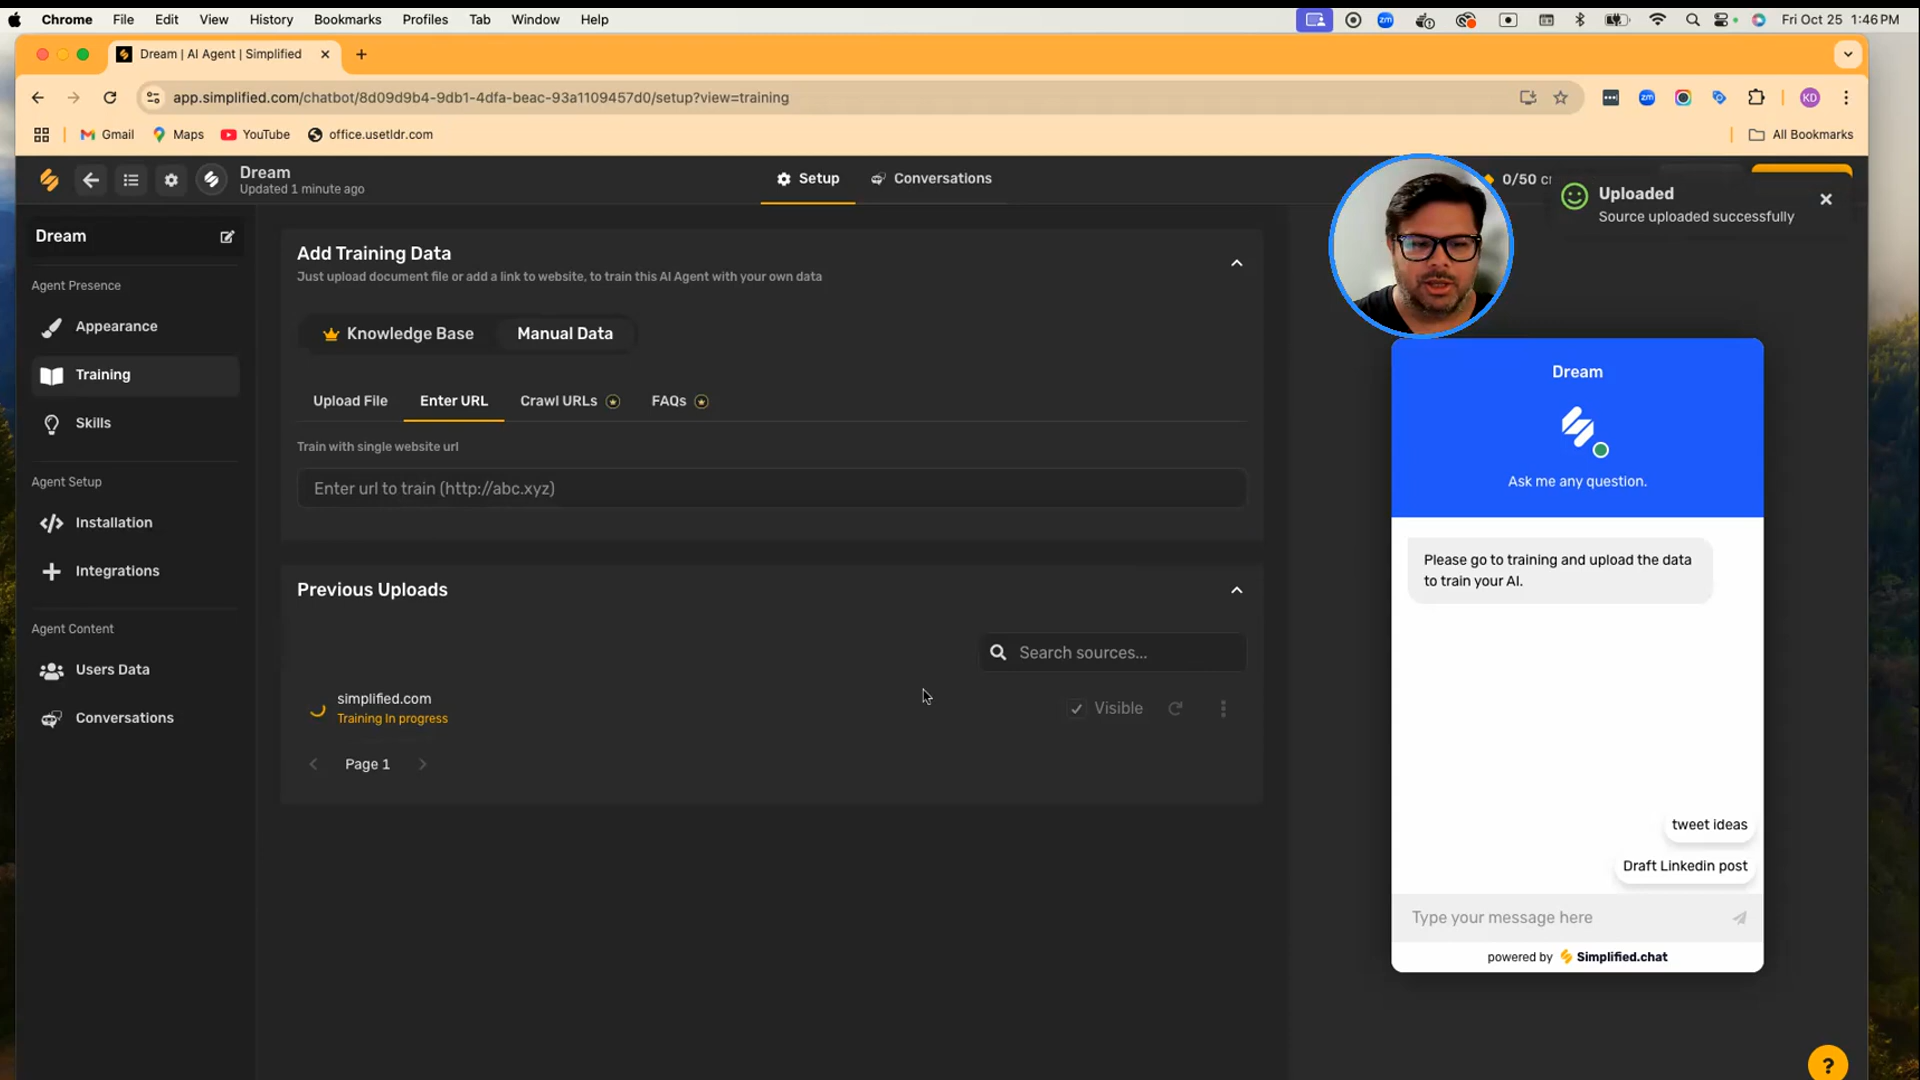 Chrome File Edit View History Bookmarks Profiles Tab Window Help
zm
Fri Oct 25 1:46 PM
Dream | AI Agent | Simplified
app.simplified.com/chatbot/8d09d9b4-9db1-4dfa-beac-93a1109457d0/setup?view=training
zm
KD
Gmail Maps YouTube office.usetldr.com
All Bookmarks
Dream
Updated 1 minute ago
Setup Conversations
0/50
Uploaded
Source uploaded successfully
Dream
Agent Presence
Appearance
Training
Skills
Agent Setup
Installation
Integrations
Agent Content
Users Data
Conversations
Add Training Data
Just upload document file or add a link to website, to train this AI Agent with your own data
Knowledge Base Manual Data
Upload File Enter URL Crawl URLs FAQs
Train with single website url
Enter url to train (http://abc.xyz)
Previous Uploads
Search sources...
simplified.com
Training In progress
Visible
Page 1
Dream
Ask me any question.
Please go to training and upload the data
to train your AI.
tweet ideas
Draft Linkedin post
Type your message here
powered by Simplified.chat
?